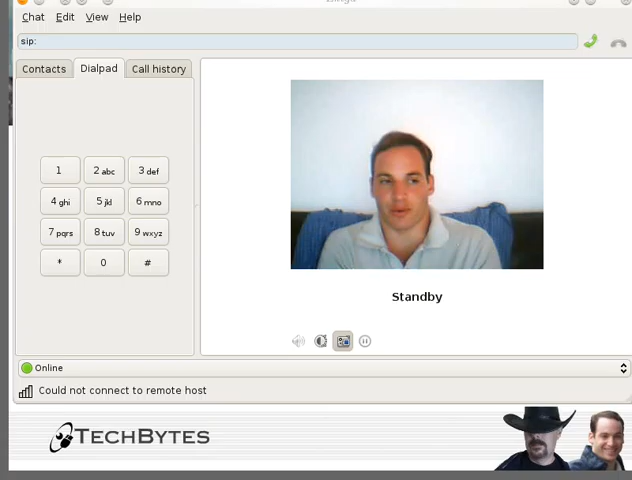 Chat Edit View Help
sip:
Contacts Dialpad Call history
1 2 abc 3 def
4 ghi 5 jkl 6 mno
7 pqrs 8 tuv 9 wxyz
* 0 #
Standby
Online
Could not connect to remote host
TECHBYTES